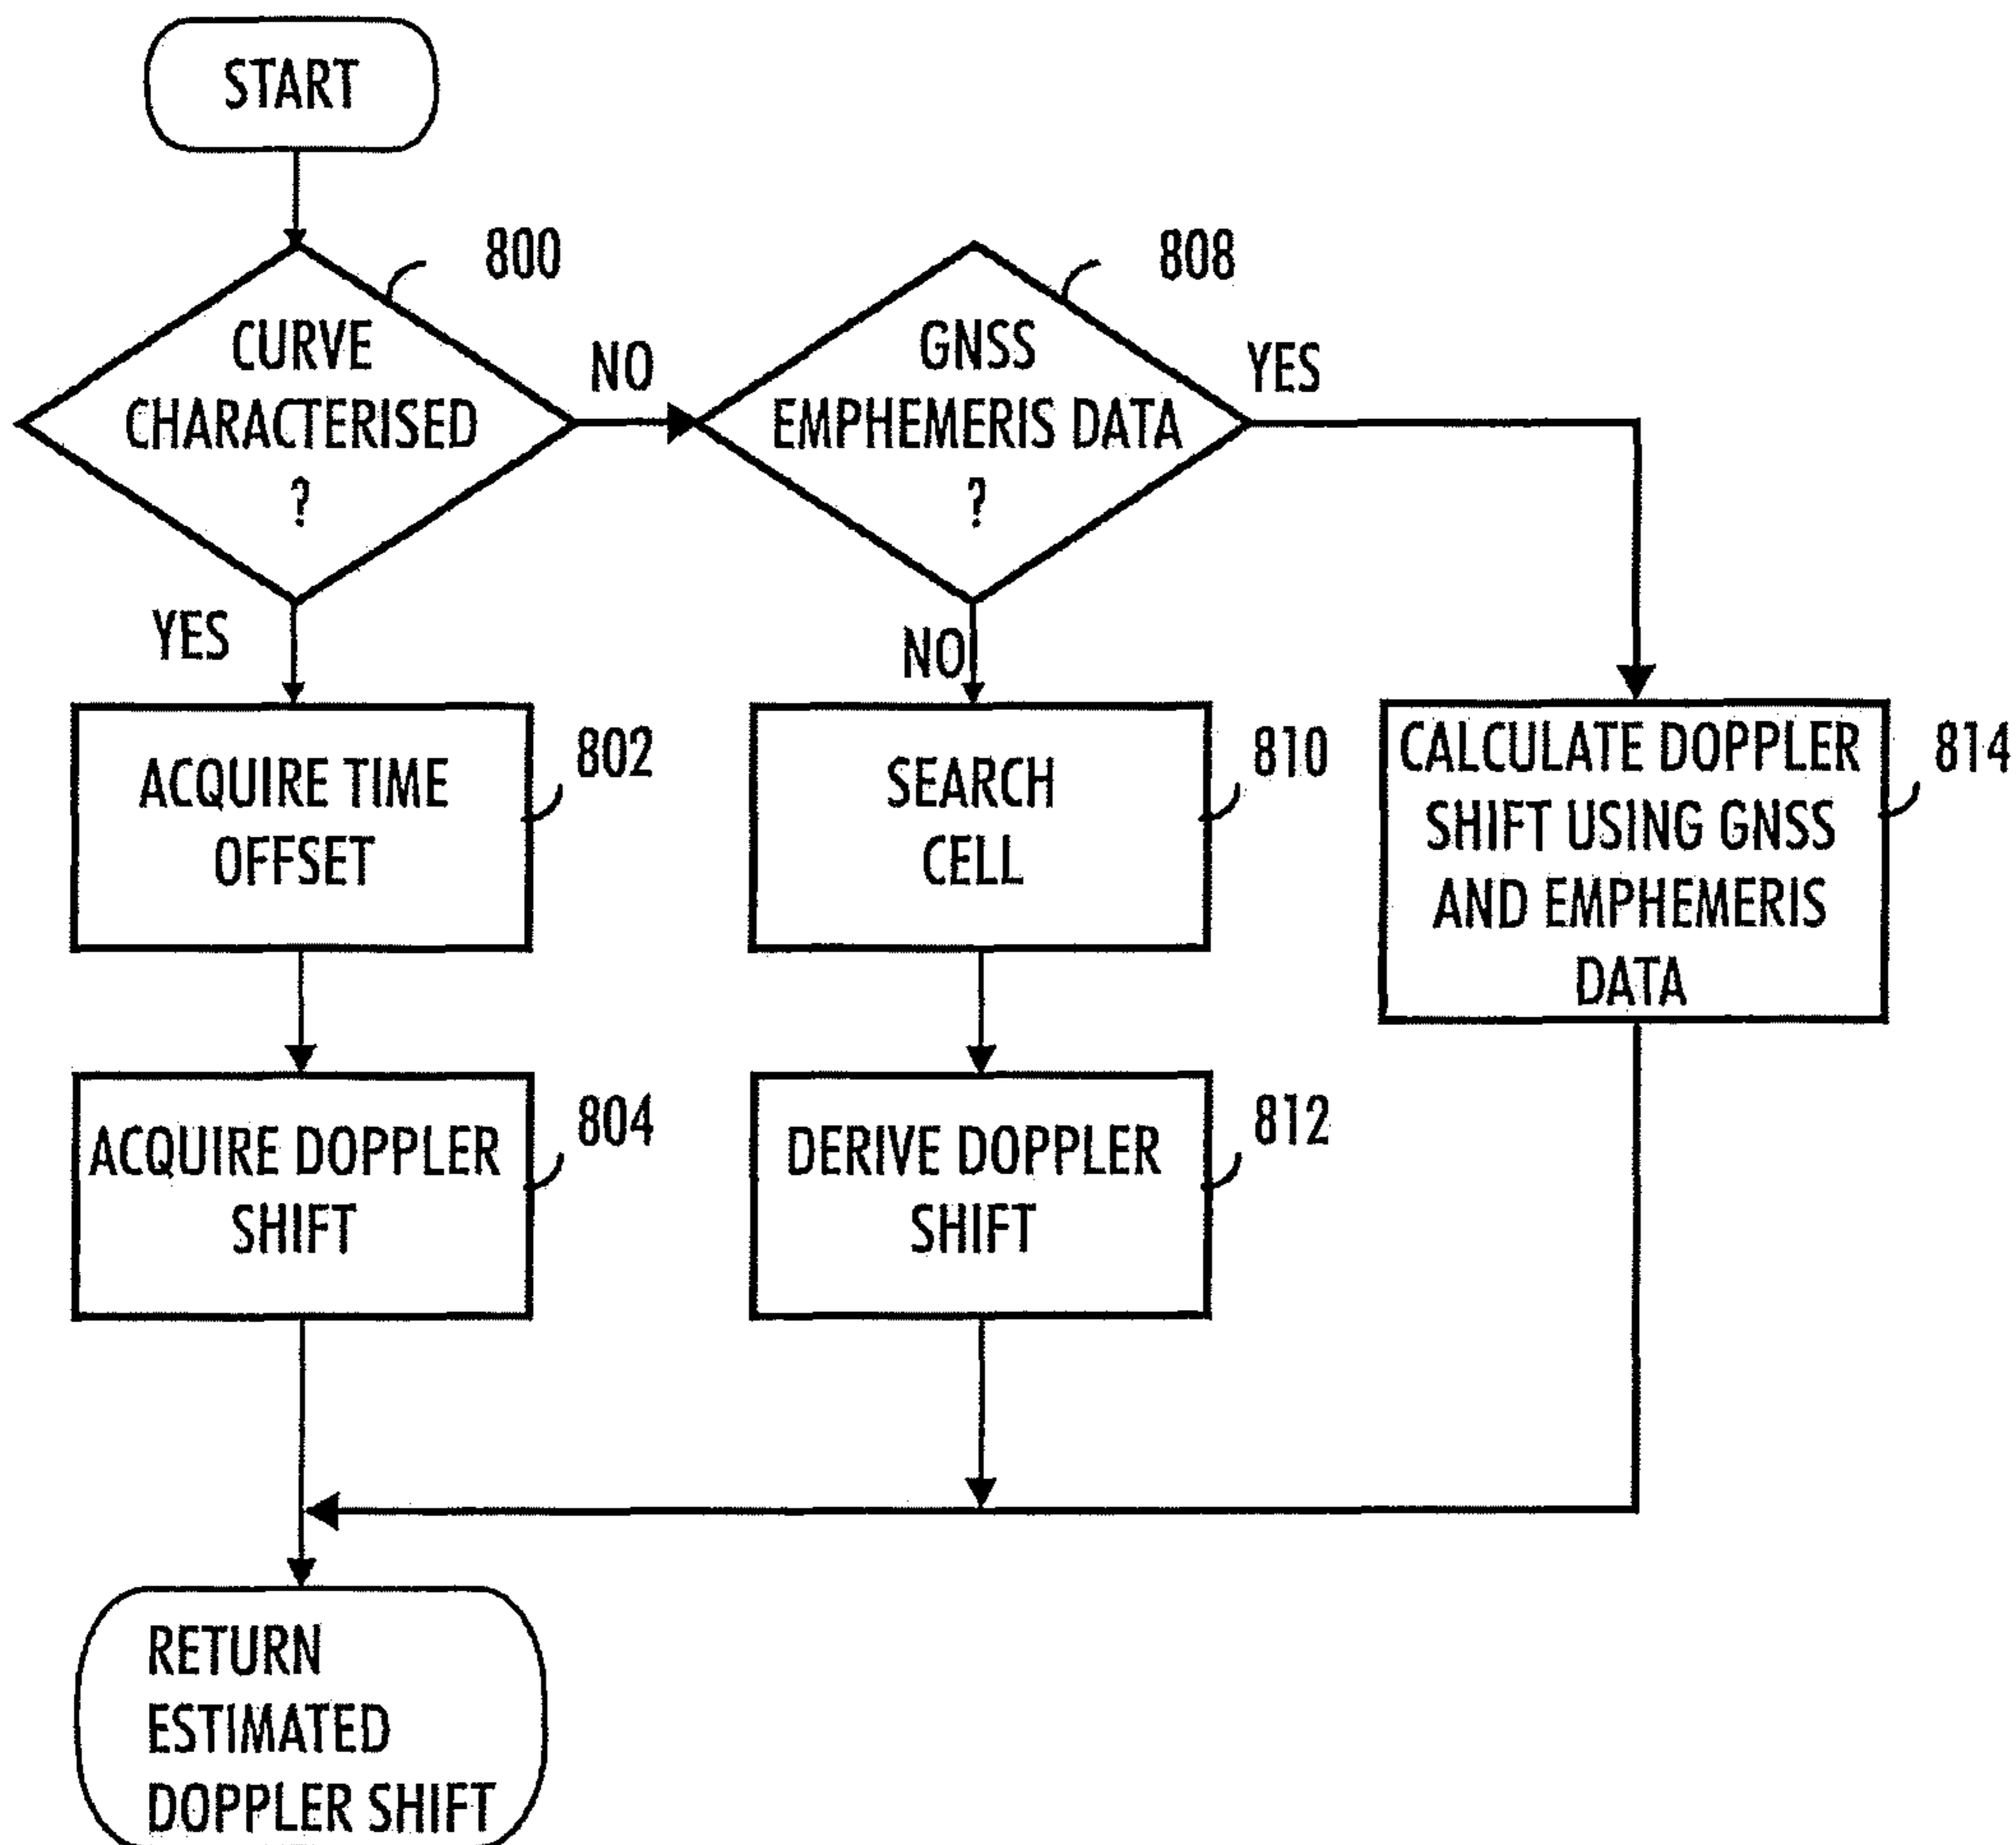 START
800
CURVE
CHARACTERISED
?
NO
YES
808
GNSS
EMPHEMERIS DATA
?
YES
NO
802
ACQUIRE TIME
OFFSET
810
SEARCH
CELL
814
CALCULATE DOPPLER
SHIFT USING GNSS
AND EMPHEMERIS
DATA
804
ACQUIRE DOPPLER
SHIFT
812
DERIVE DOPPLER
SHIFT
RETURN
ESTIMATED
DOPPLER SHIFT